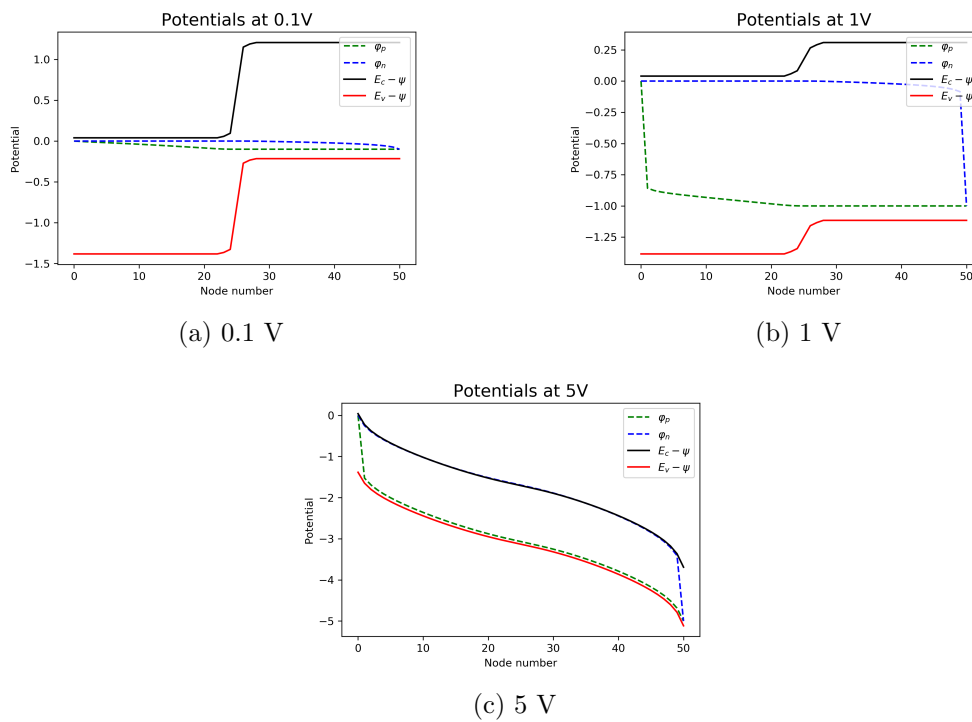 Potentials at 0.1V
Potential
1.0
0.5
0.0
−0.5
−1.0
−1.5
φp
φn
Ec − ψ
Ev − ψ
0 10 20 30 40 50
Node number
(a) 0.1 V
Potentials at 1V
Potential
0.25
0.00
−0.25
−0.50
−0.75
−1.00
−1.25
φp
φn
Ec − ψ
Ev − ψ
0 10 20 30 40 50
Node number
(b) 1 V
Potentials at 5V
Potential
0
−1
−2
−3
−4
−5
φp
φn
Ec − ψ
Ev − ψ
0 10 20 30 40 50
Node number
(c) 5 V